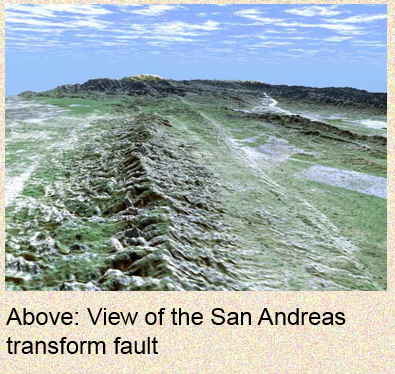 Above: View of the San Andreas
transform fault